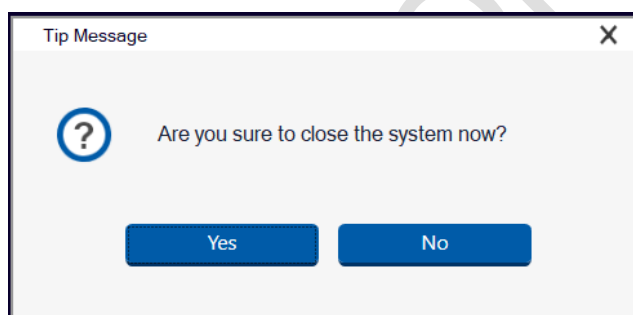 Tip Message
X
?
Are you sure to close the system now?
Yes
No